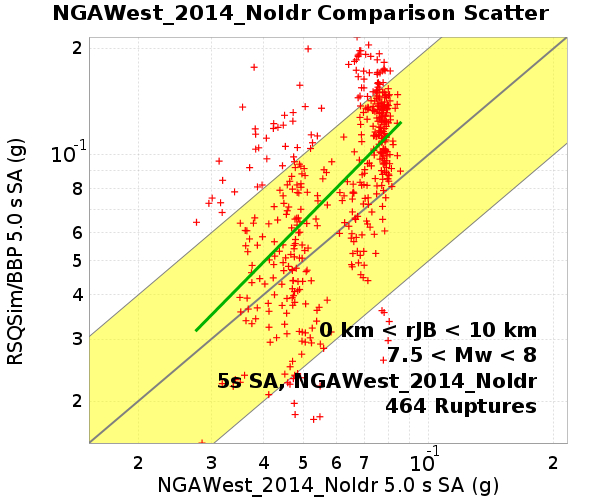 NGAWest_2014_NoIdr Comparison Scatter
RSQSim/BBP 5.0 s SA (g)
2
10^-1
8
6
5
4
3
2
0 km < rJB < 10 km
7.5 < Mw < 8
5s SA, NGAWest_2014_NoIdr
464 Ruptures
2 3 4 5 6 7 10^-1 2
NGAWest_2014_NoIdr 5.0 s SA (g)